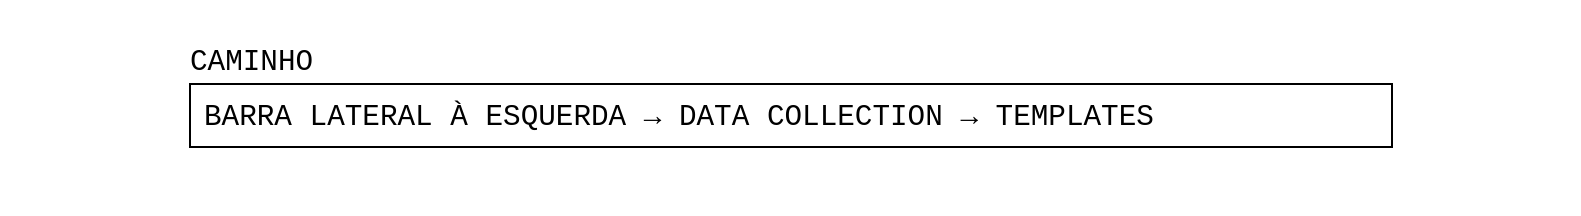 CAMINHO
BARRA LATERAL À ESQUERDA → DATA COLLECTION → TEMPLATES